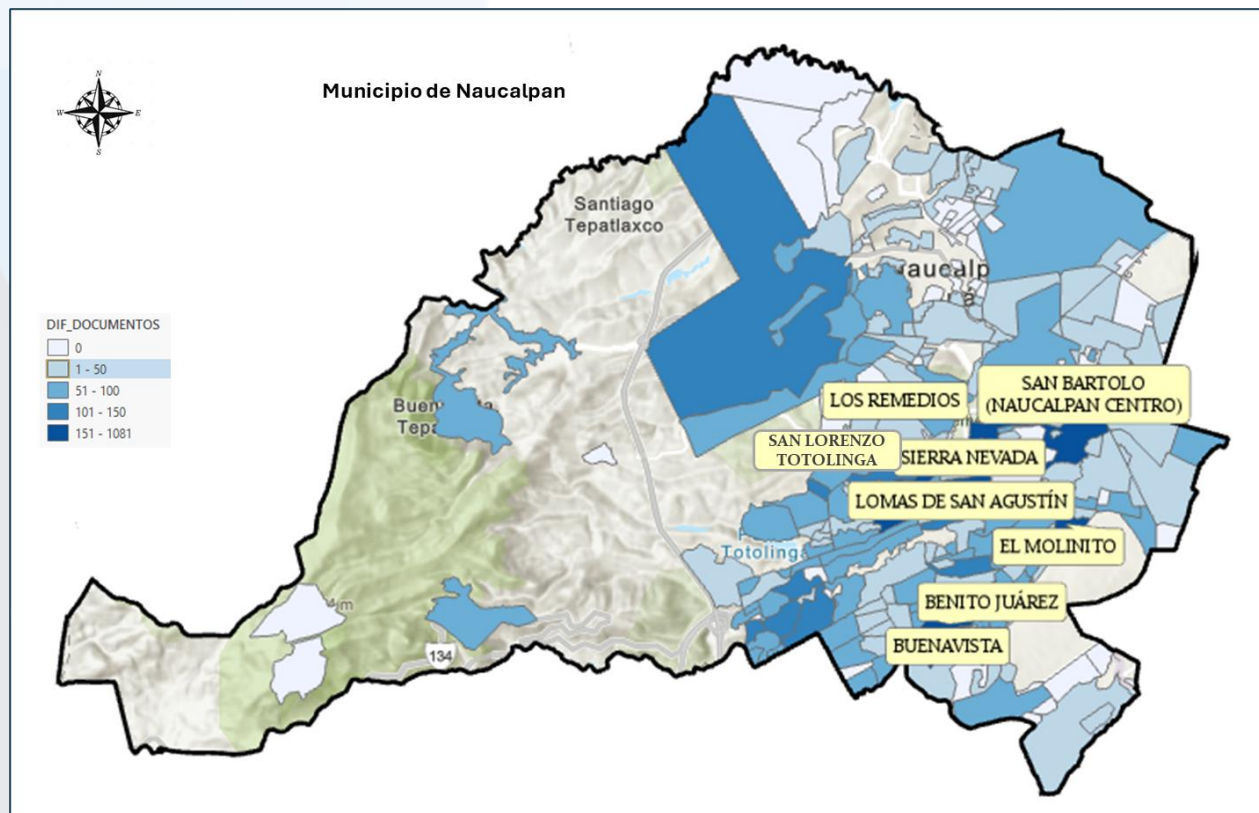 Municipio de Naucalpan
N
W
E
S
Santiago
Tepatlaxco
DIF_DOCUMENTOS
0
1 - 50
51 - 100
101 - 150
151 - 1081
aucalp
á
LOS REMEDIOS
SAN BARTOLO
(NAUCALPAN CENTRO)
SAN LORENZO
TOTOLINGA
SIERRA NEVADA
LOMAS DE SAN AGUSTÍN
Totolinga
EL MOLINITO
BENITO JUÁREZ
BUENAVISTA
134